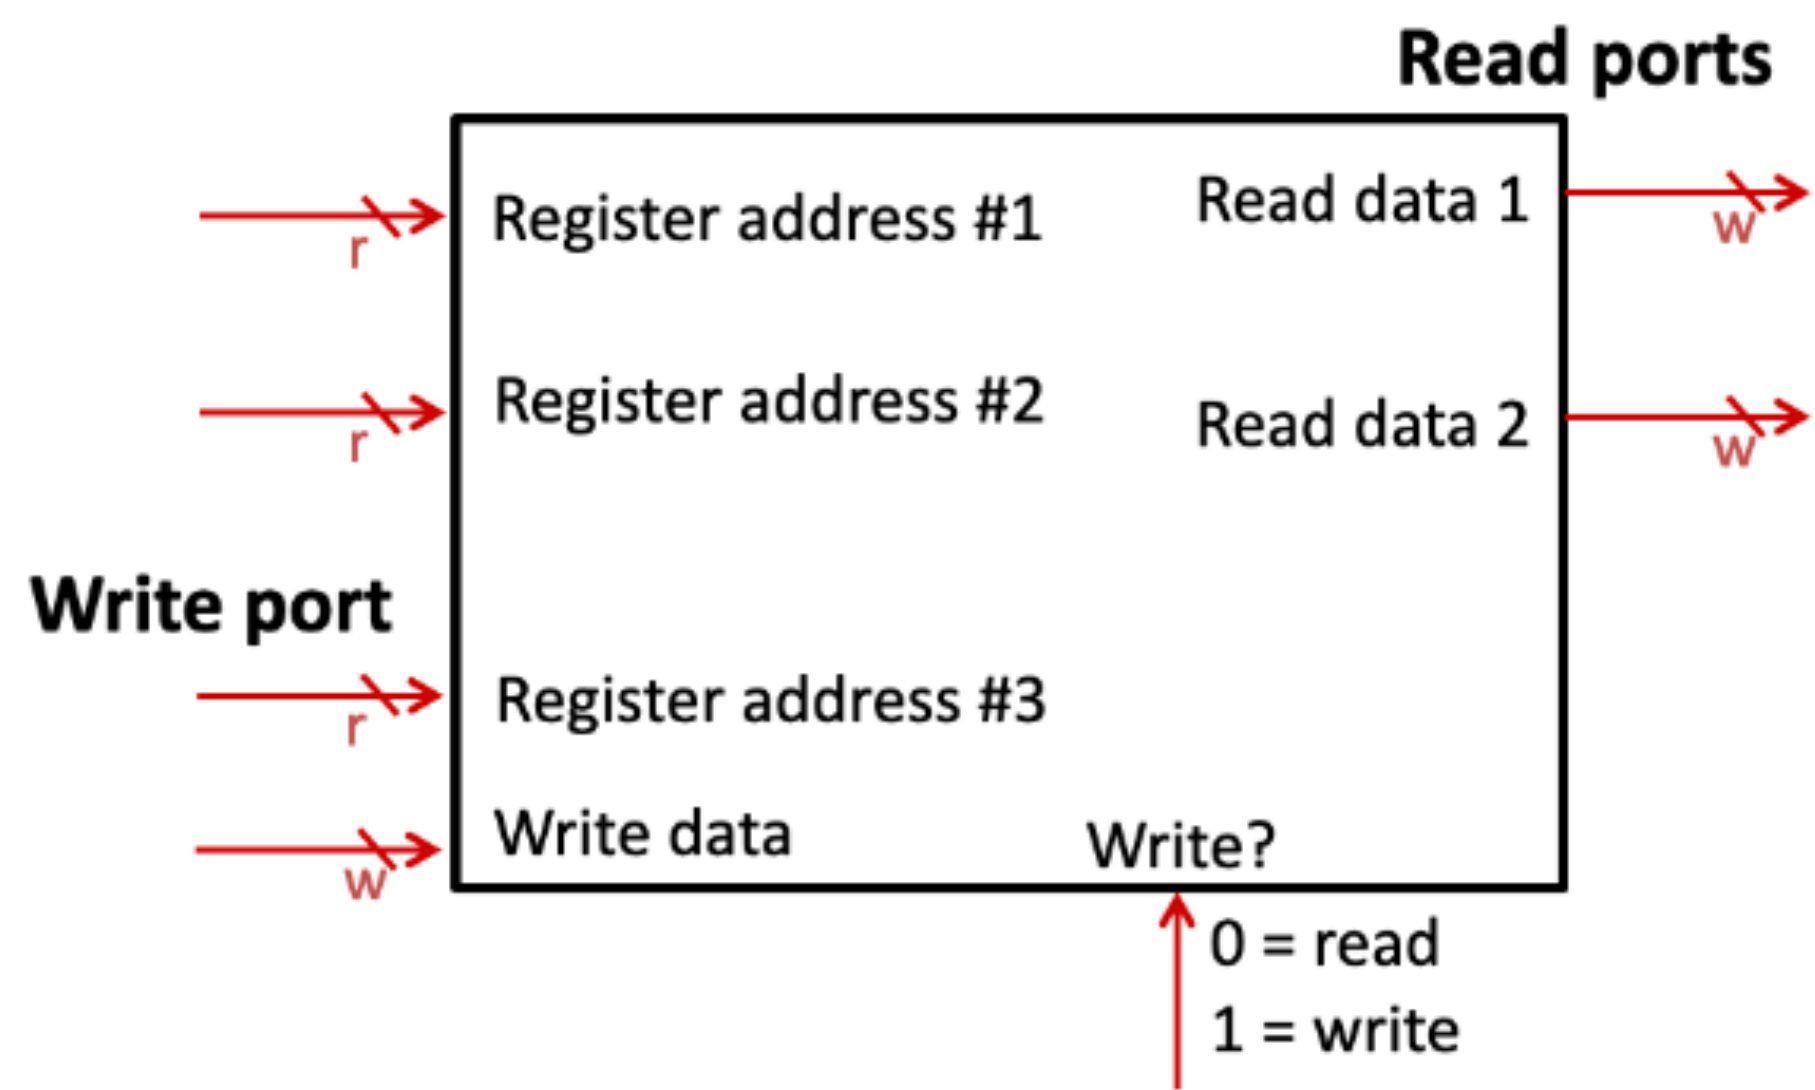 Read ports
Register address #1
Read data 1
r
w
Register address #2
Read data 2
r
w
Write port
Register address #3
r
Write data
Write?
w
0 = read
1 = write